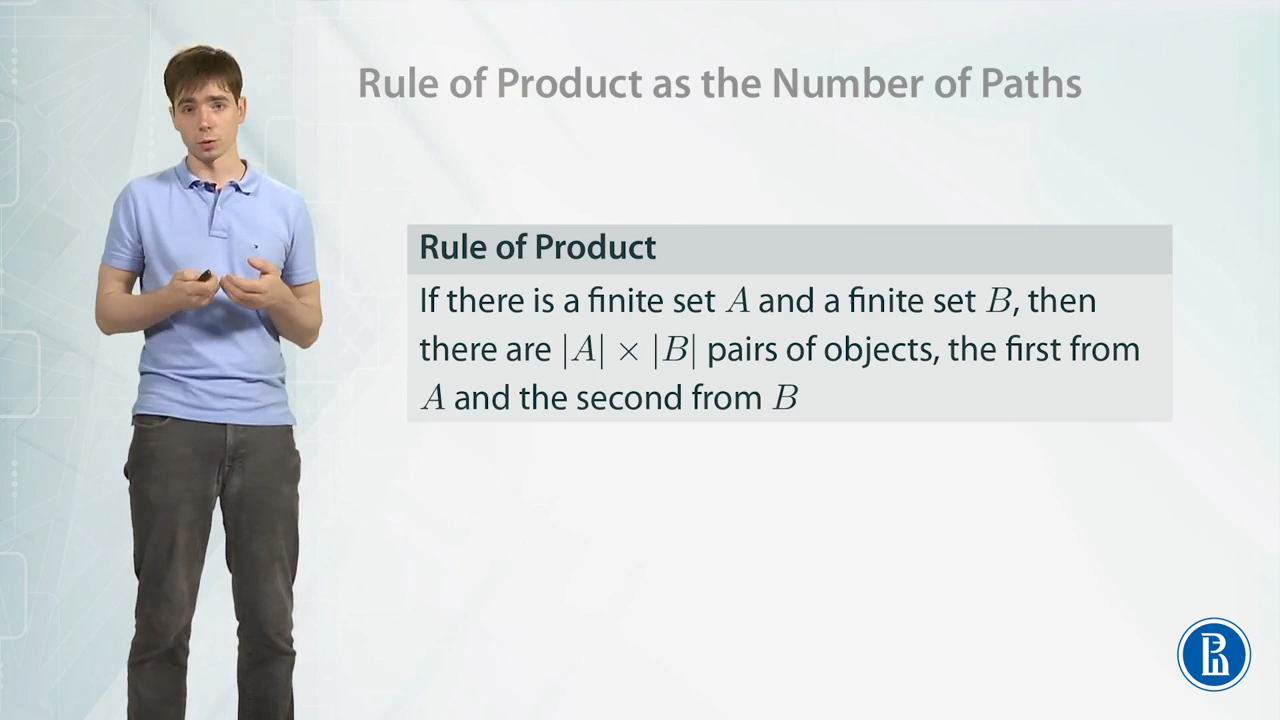 Rule of Product as the Number of Paths
Rule of Product
If there is a finite set A and a finite set B, then
there are |A| × |B| pairs of objects, the first from
A and the second from B